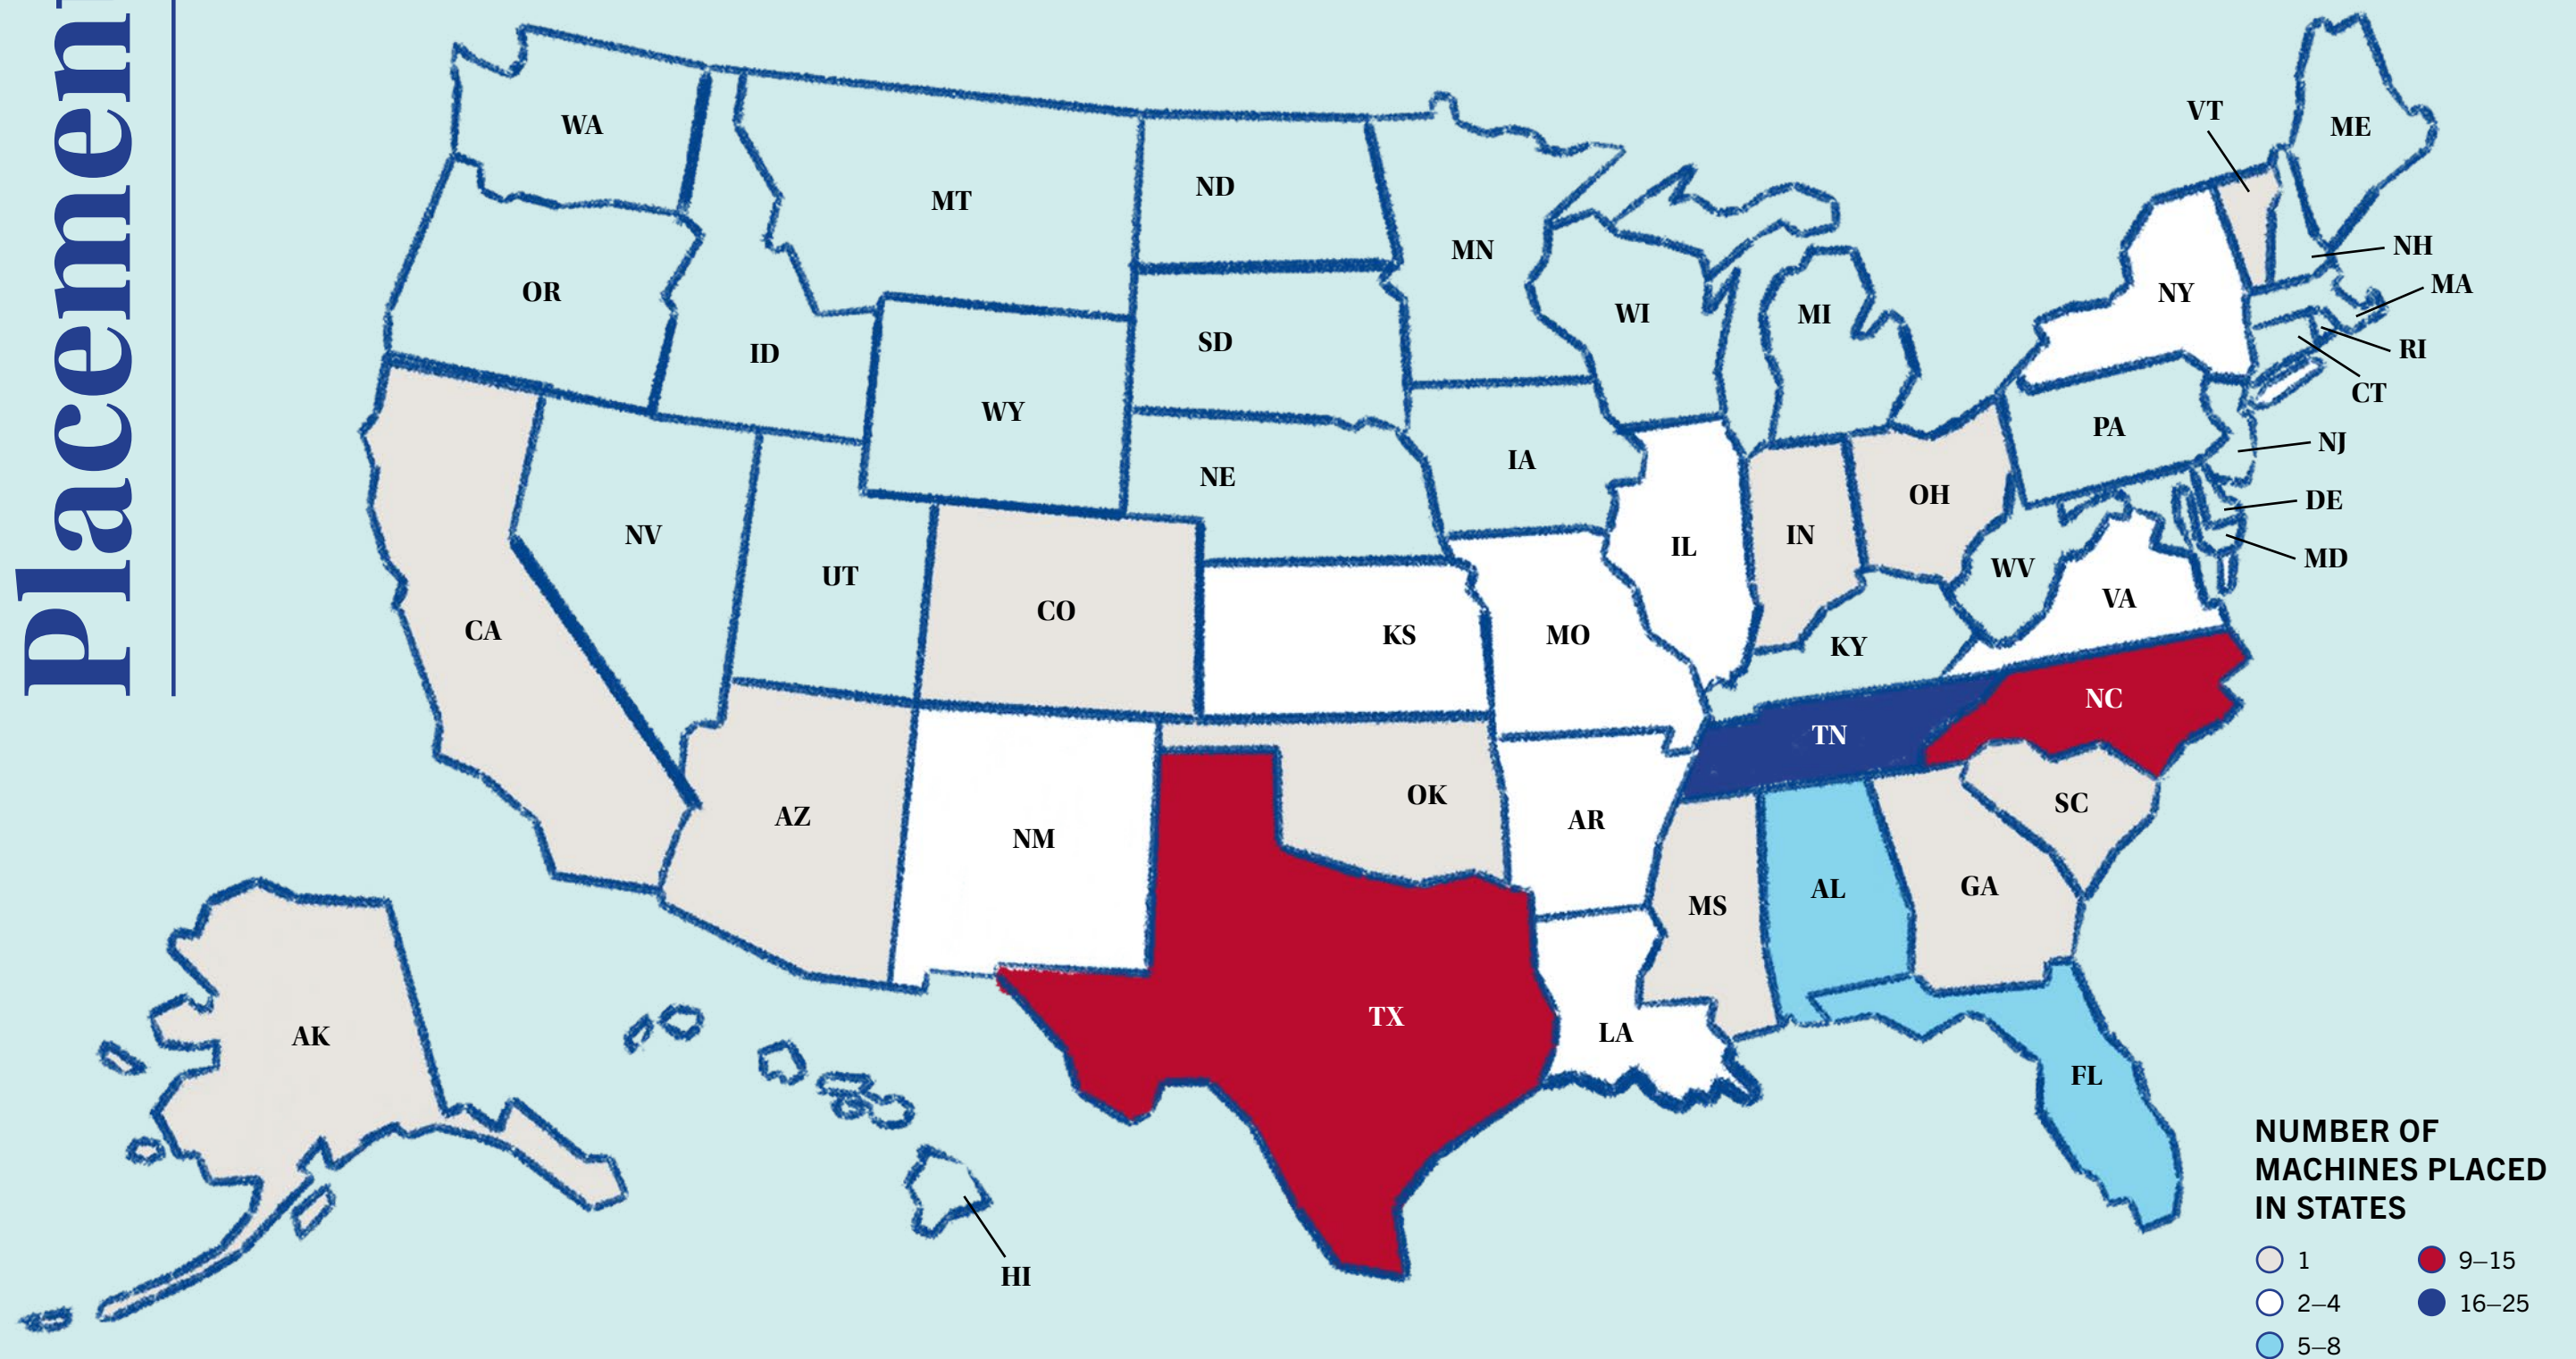 Placemen
WA
MT
ND
MN
VT
ME
OR
ID
SD
WI
MI
NY
NH
MA
RI
CT
WY
NE
IA
PA
NJ
DE
MD
NV
UT
CO
CA
KS
MO
IL
IN
OH
WV
VA
KY
NC
TN
AZ
NM
OK
AR
SC
MS
AL
GA
AK
TX
LA
FL
HI
NUMBER OF
MACHINES PLACED
IN STATES
1
2–4
5–8
9–15
16–25